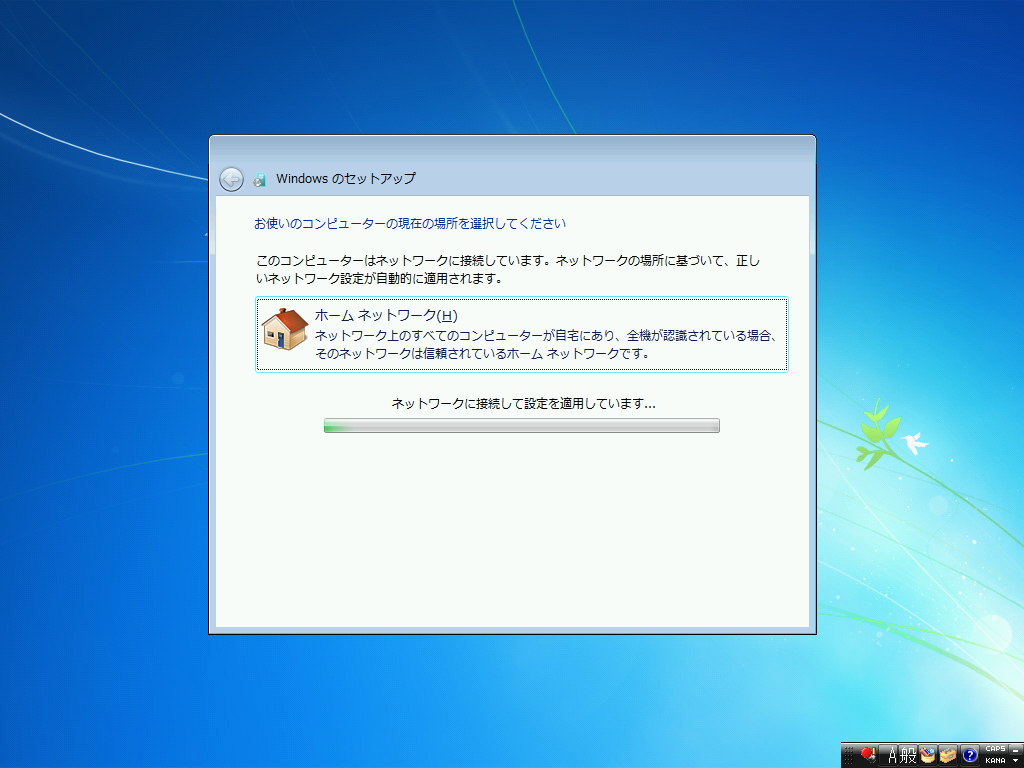 Windows のセットアップ
お使いのコンピューターの現在の場所を選択してください
このコンピューターはネットワークに接続しています。ネットワークの場所に基づいて、正し
いネットワーク設定が自動的に適用されます。
ホーム ネットワーク(H)
ネットワーク上のすべてのコンピューターが自宅にあり、全機が認識されている場合、
そのネットワークは信頼されているホーム ネットワークです。
ネットワークに接続して設定を適用しています...
A 般
CAPS
KANA